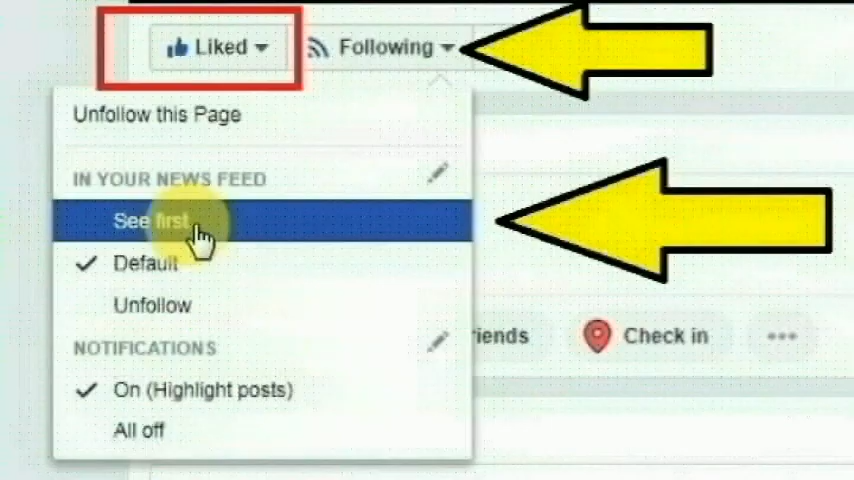 Liked Following
Unfollow this Page
IN YOUR NEWS FEED
See first
Default
Unfollow
riends Check in
NOTIFICATIONS
On (Highlight posts)
All off